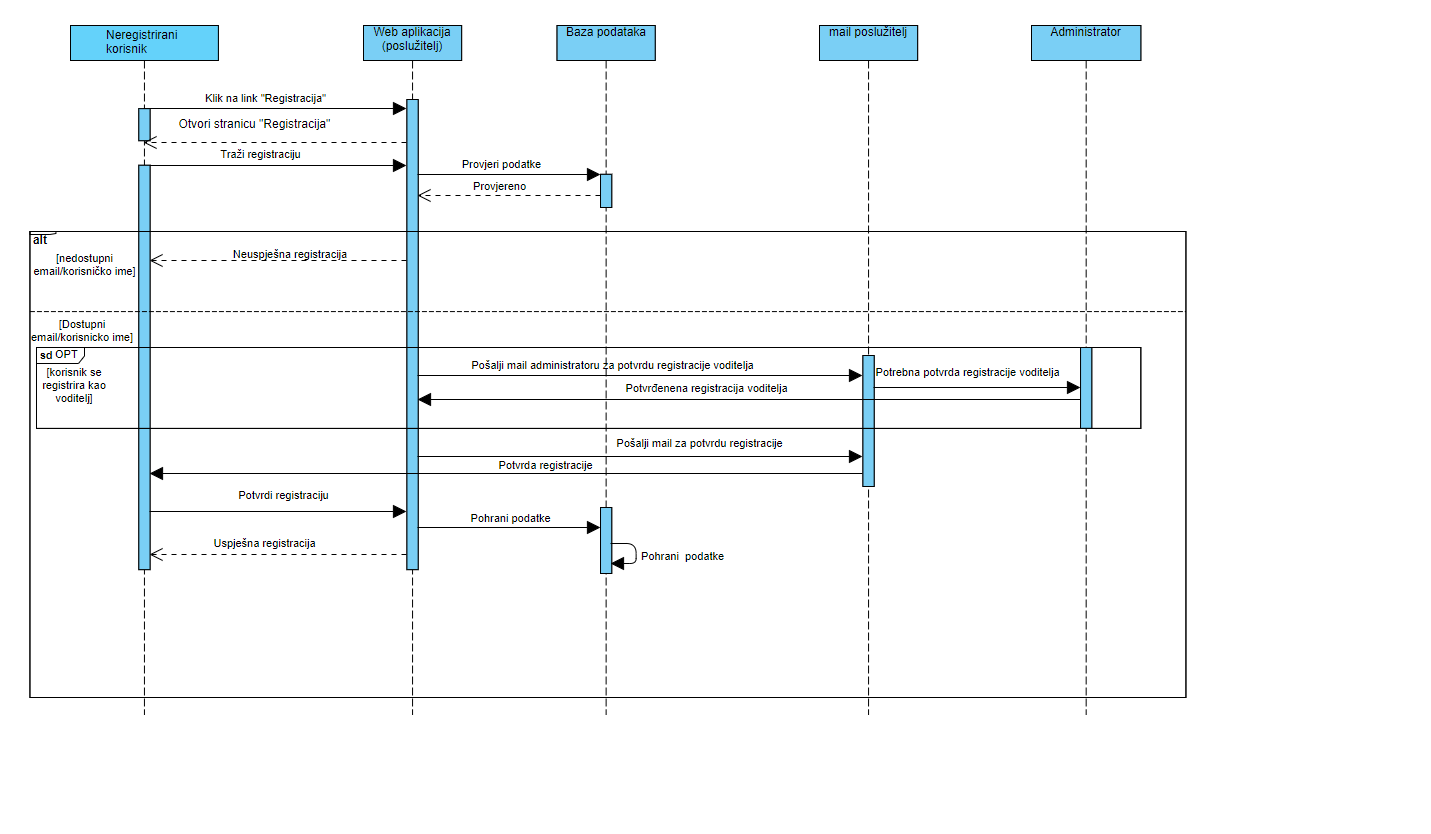 Neregistrirani
korisnik
Web aplikacija
(poslužitelj)
Baza podataka
mail poslužitelj
Administrator
Klik na link "Registracija"
Otvori stranicu "Registracija"
Traži registraciju
Provjeri podatke
Provjereno
alt
[nedostupni
email/korisničko ime]
Neuspješna registracija
[Dostupni
email/korisnicko ime]
sd OPT
[korisnik se
registrira kao
voditelj]
Pošalji mail administratoru za potvrdu registracije voditelja
Potrebna potvrda registracije voditelja
Potvrđenena registracija voditelja
Pošalji mail za potvrdu registracije
Potvrda registracije
Potvrdi registraciju
Pohrani podatke
Uspješna registracija
Pohrani  podatke